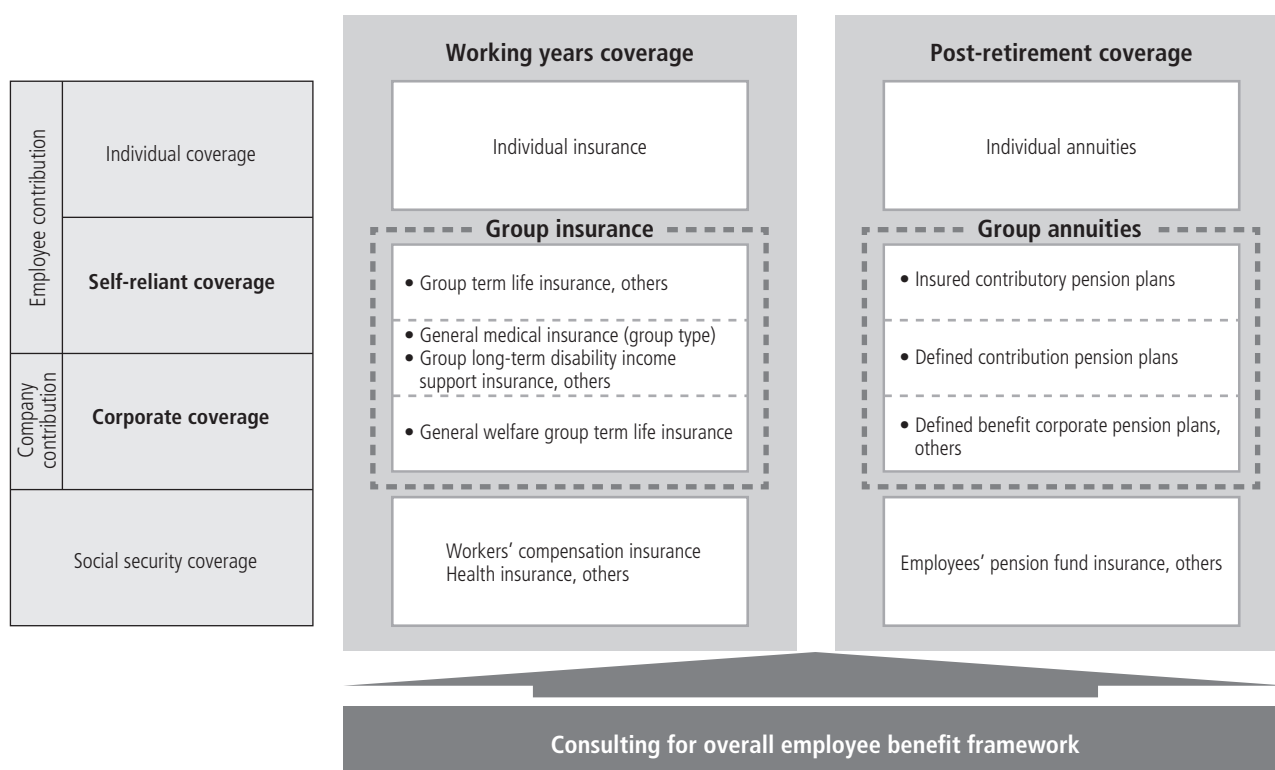 Working years coverage
Post-retirement coverage
Employee contribution
Individual coverage
Individual insurance
Individual annuities
Self-reliant coverage
Group insurance
• Group term life insurance, others
• General medical insurance (group type)
• Group long-term disability income
support insurance, others
• General welfare group term life insurance
Group annuities
• Insured contributory pension plans
• Defined contribution pension plans
• Defined benefit corporate pension plans,
others
Company
contribution
Corporate coverage
Social security coverage
Workers’ compensation insurance
Health insurance, others
Employees’ pension fund insurance, others
Consulting for overall employee benefit framework